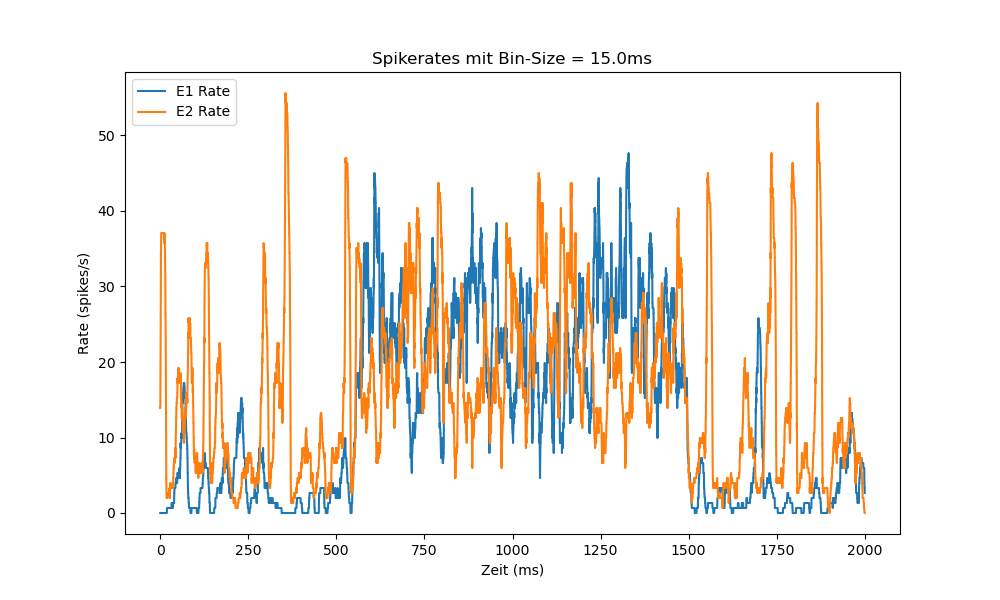 Spikerates mit Bin-Size = 15.0ms
E1 Rate
E2 Rate
50
40
30
20
10
0
Rate (spikes/s)
0 250 500 750 1000 1250 1500 1750 2000
Zeit (ms)